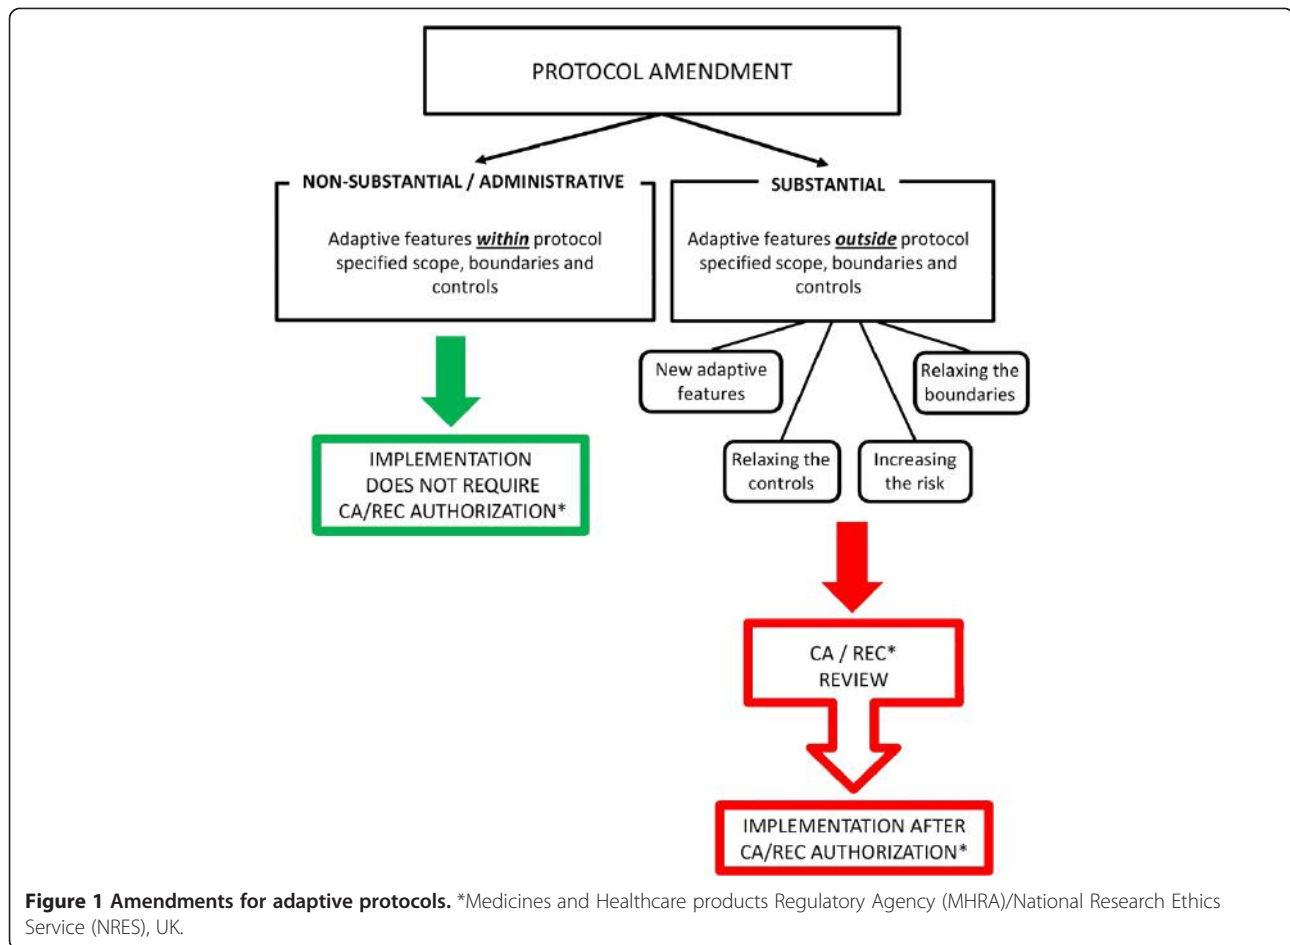 PROTOCOL AMENDMENT
NON-SUBSTANTIAL / ADMINISTRATIVE
Adaptive features within protocol
specified scope, boundaries and
controls
SUBSTANTIAL
Adaptive features outside protocol
specified scope, boundaries and
controls
New adaptive
features
Relaxing the
boundaries
Relaxing the
controls
Increasing
the risk
IMPLEMENTATION
DOES NOT REQUIRE
CA/REC AUTHORIZATION*
CA / REC*
REVIEW
IMPLEMENTATION AFTER
CA/REC AUTHORIZATION*
Figure 1 Amendments for adaptive protocols. *Medicines and Healthcare products Regulatory Agency (MHRA)/National Research Ethics
Service (NRES), UK.